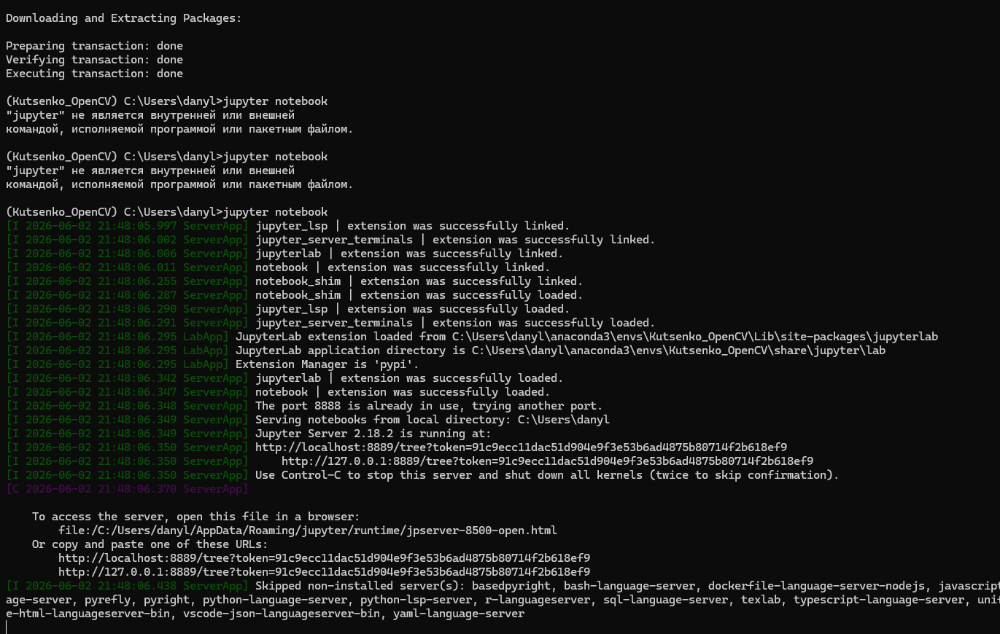 Downloading and Extracting Packages:
Preparing transaction: done
Verifying transaction: done
Executing transaction: done
(Kutsenko_OpenCV) C:\Users\danyl>jupyter notebook
"jupyter" не является внутренней или внешней
командой, исполняемой программой или пакетным файлом.
(Kutsenko_OpenCV) C:\Users\danyl>jupyter notebook
"jupyter" не является внутренней или внешней
командой, исполняемой программой или пакетным файлом.
(Kutsenko_OpenCV) C:\Users\danyl>jupyter notebook
[I 2026-06-02 21:48:05.997 ServerApp] jupyter_lsp | extension was successfully linked.
[I 2026-06-02 21:48:06.002 ServerApp] jupyter_server_terminals | extension was successfully linked.
[I 2026-06-02 21:48:06.006 ServerApp] jupyterlab | extension was successfully linked.
[I 2026-06-02 21:48:06.011 ServerApp] notebook | extension was successfully linked.
[I 2026-06-02 21:48:06.255 ServerApp] notebook_shim | extension was successfully linked.
[I 2026-06-02 21:48:06.287 ServerApp] notebook_shim | extension was successfully loaded.
[I 2026-06-02 21:48:06.290 ServerApp] jupyter_lsp | extension was successfully loaded.
[I 2026-06-02 21:48:06.291 ServerApp] jupyter_server_terminals | extension was successfully loaded.
[I 2026-06-02 21:48:06.295 LabApp] JupyterLab extension loaded from C:\Users\danyl\anaconda3\envs\Kutsenko_OpenCV\Lib\site-packages\jupyterlab
[I 2026-06-02 21:48:06.295 LabApp] JupyterLab application directory is C:\Users\danyl\anaconda3\envs\Kutsenko_OpenCV\share\jupyter\lab
[I 2026-06-02 21:48:06.295 LabApp] Extension Manager is 'pypi'.
[I 2026-06-02 21:48:06.342 ServerApp] jupyterlab | extension was successfully loaded.
[I 2026-06-02 21:48:06.347 ServerApp] notebook | extension was successfully loaded.
[I 2026-06-02 21:48:06.348 ServerApp] The port 8888 is already in use, trying another port.
[I 2026-06-02 21:48:06.349 ServerApp] Serving notebooks from local directory: C:\Users\danyl
[I 2026-06-02 21:48:06.349 ServerApp] Jupyter Server 2.18.2 is running at:
[I 2026-06-02 21:48:06.350 ServerApp] http://localhost:8889/tree?token=91c9ecc11dac51d904e9f3e53b6ad4875b80714f2b618ef9
[I 2026-06-02 21:48:06.350 ServerApp]     http://127.0.0.1:8889/tree?token=91c9ecc11dac51d904e9f3e53b6ad4875b80714f2b618ef9
[I 2026-06-02 21:48:06.350 ServerApp] Use Control-C to stop this server and shut down all kernels (twice to skip confirmation).
[C 2026-06-02 21:48:06.370 ServerApp]
To access the server, open this file in a browser:
file:/C:/Users/danyl/AppData/Roaming/jupyter/runtime/jpserver-8500-open.html
Or copy and paste one of these URLs:
http://localhost:8889/tree?token=91c9ecc11dac51d904e9f3e53b6ad4875b80714f2b618ef9
http://127.0.0.1:8889/tree?token=91c9ecc11dac51d904e9f3e53b6ad4875b80714f2b618ef9
[I 2026-06-02 21:48:06.438 ServerApp] Skipped non-installed server(s): basedpyright, bash-language-server, dockerfile-language-server-nodejs, javascript
age-server, pyrefly, pyright, python-language-server, python-lsp-server, r-languageserver, sql-language-server, texlab, typescript-language-server, unif
e-html-languageserver-bin, vscode-json-languageserver-bin, yaml-language-server